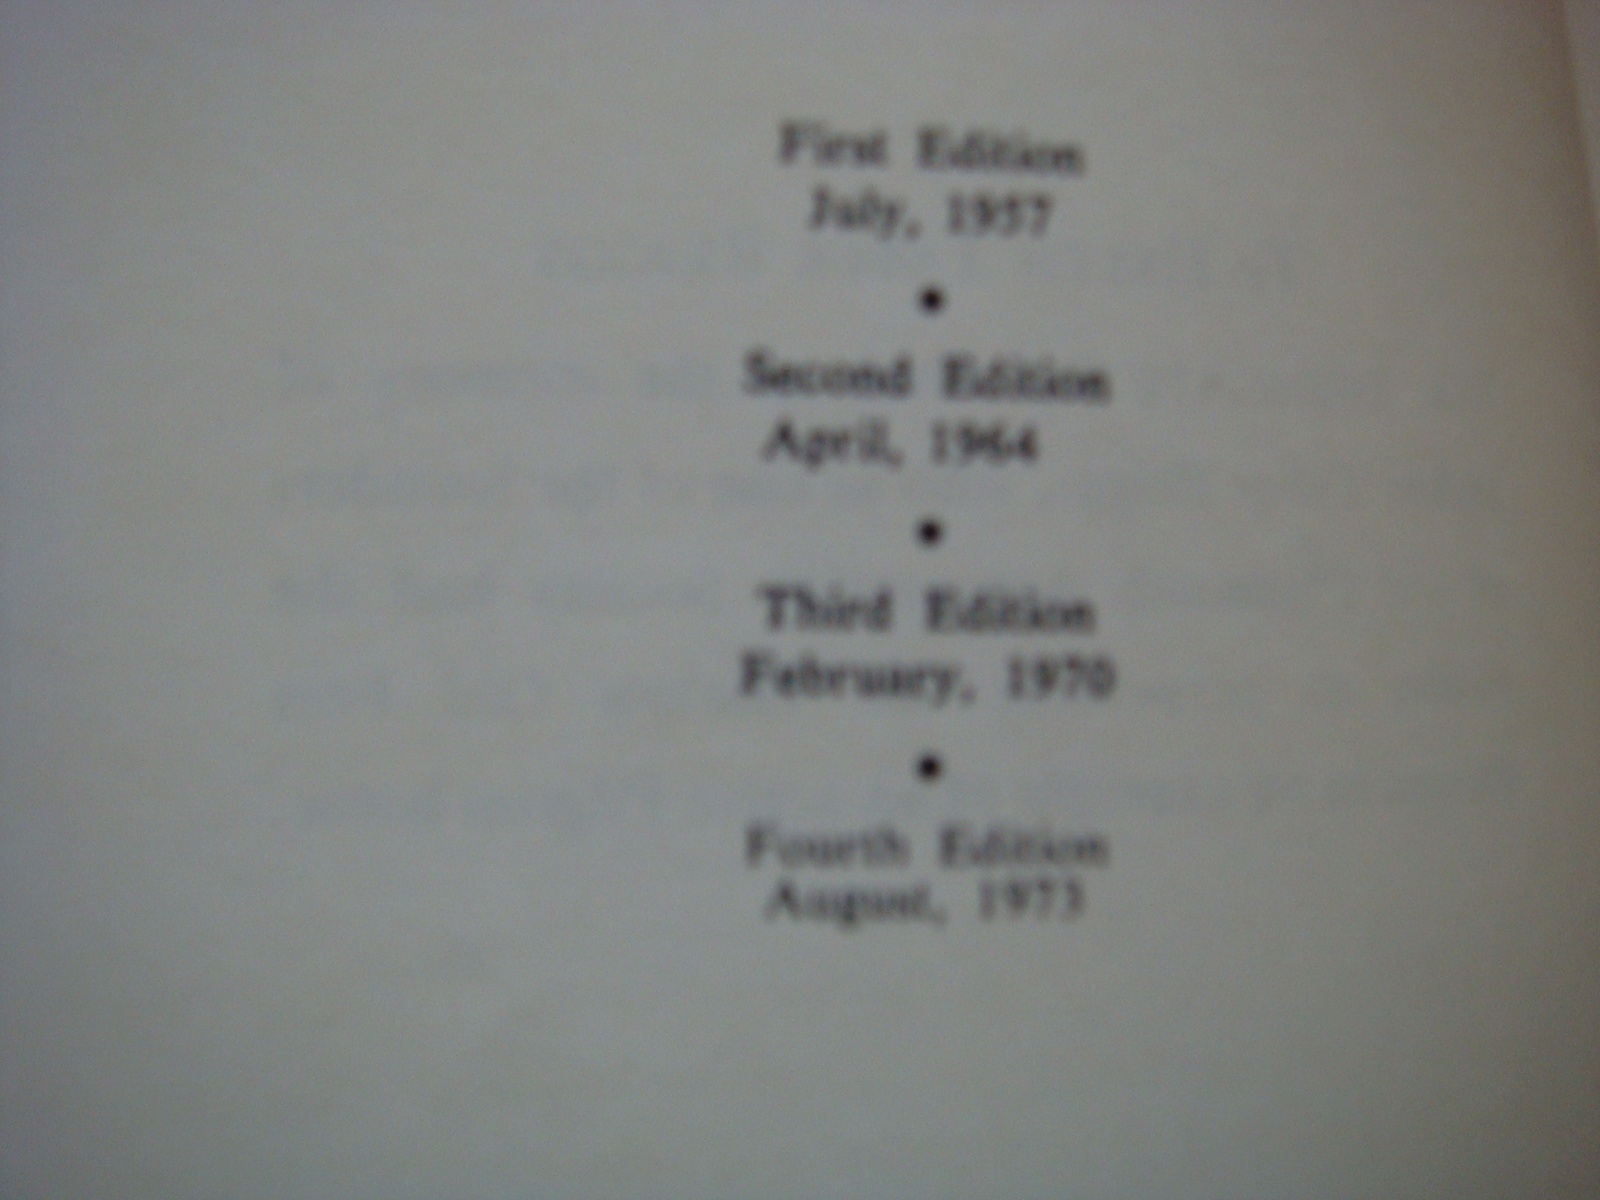 First Edition
July, 1957
•
Second Edition
April, 1964
•
Third Edition
February, 1970
•
Fourth Edition
August, 1973